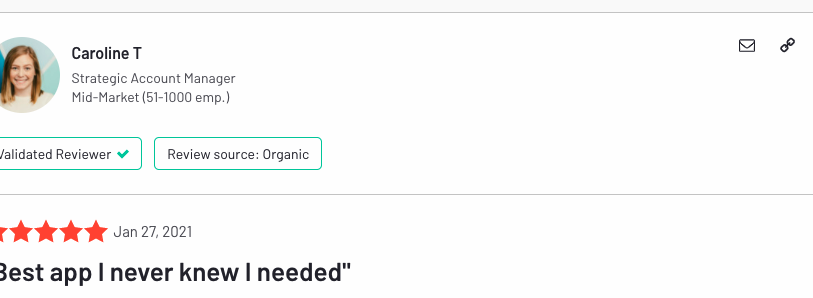 Caroline T
Strategic Account Manager
Mid-Market (51-1000 emp.)
Validated Reviewer
Review source: Organic
Jan 27, 2021
Best app I never knew I needed"